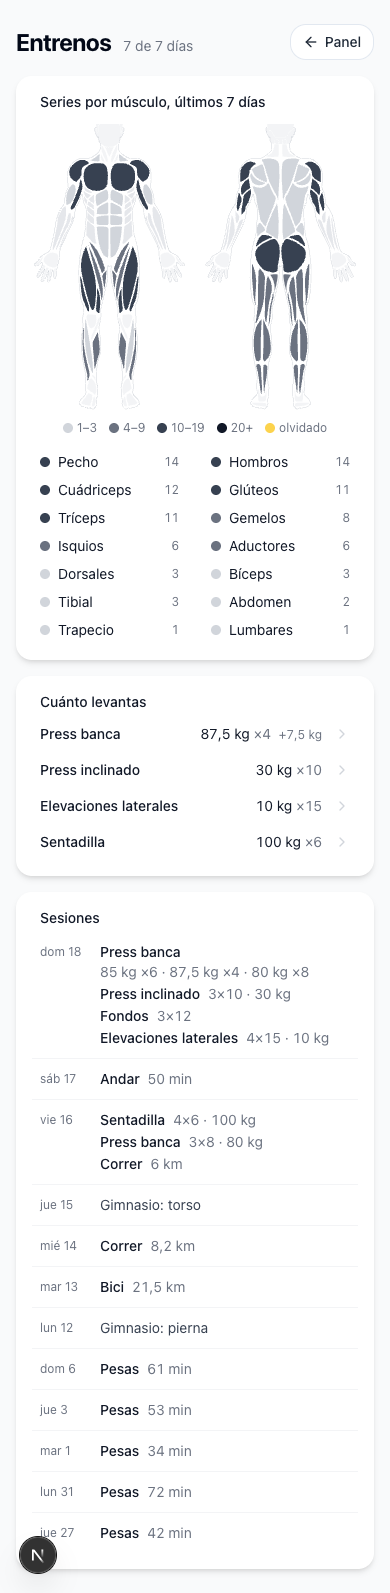 Entrenos 7 de 7 días
← Panel
Series por músculo, últimos 7 días
1–3 4–9 10–19 20+ olvidado
Pecho 14
Hombros 14
Cuádriceps 12
Glúteos 11
Tríceps 11
Gemelos 8
Isquios 6
Aductores 6
Dorsales 3
Bíceps 3
Tibial 3
Abdomen 2
Trapecio 1
Lumbares 1
Cuánto levantas
Press banca 87,5 kg ×4 +7,5 kg
Press inclinado 30 kg ×10
Elevaciones laterales 10 kg ×15
Sentadilla 100 kg ×6
Sesiones
dom 18 Press banca
85 kg ×6 · 87,5 kg ×4 · 80 kg ×8
Press inclinado 3×10 · 30 kg
Fondos 3×12
Elevaciones laterales 4×15 · 10 kg
sáb 17 Andar 50 min
vie 16 Sentadilla 4×6 · 100 kg
Press banca 3×8 · 80 kg
Correr 6 km
jue 15 Gimnasio: torso
mié 14 Correr 8,2 km
mar 13 Bici 21,5 km
lun 12 Gimnasio: pierna
dom 6 Pesas 61 min
jue 3 Pesas 53 min
mar 1 Pesas 34 min
lun 31 Pesas 72 min
jue 27 Pesas 42 min
N